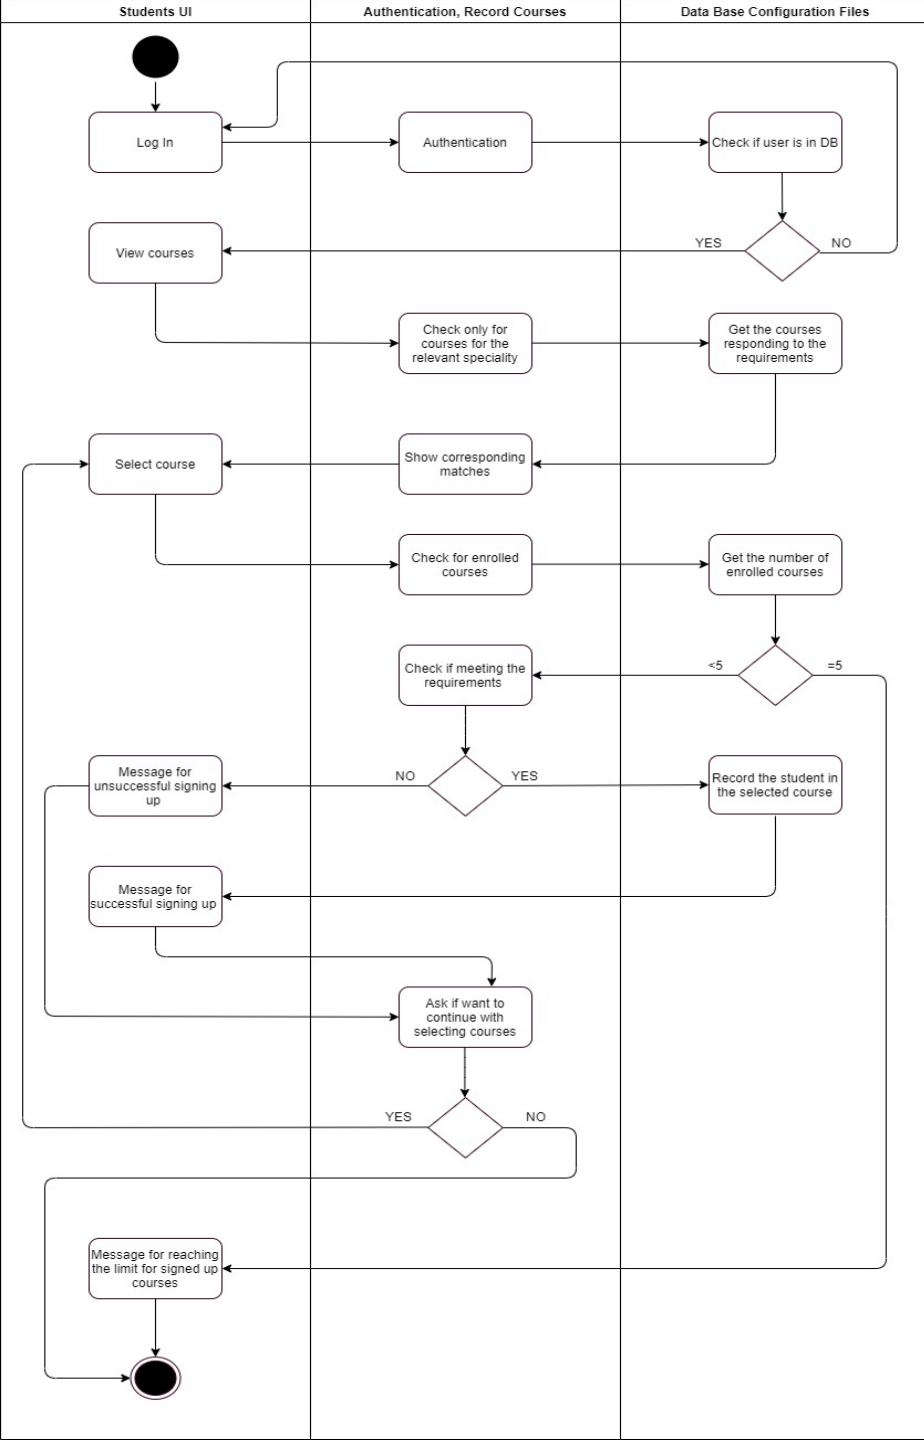 Students UI
Authentication, Record Courses
Data Base Configuration Files
Log In
Authentication
Check if user is in DB
View courses
YES
NO
Check only for
courses for the
relevant speciality
Get the courses
responding to the
requirements
Select course
Show corresponding
matches
Check for enrolled
courses
Get the number of
enrolled courses
Check if meeting the
requirements
<5
=5
Message for
unsuccessful signing
up
NO
YES
Record the student in
the selected course
Message for
successful signing up
Ask if want to
continue with
selecting courses
YES
NO
Message for reaching
the limit for signed up
courses